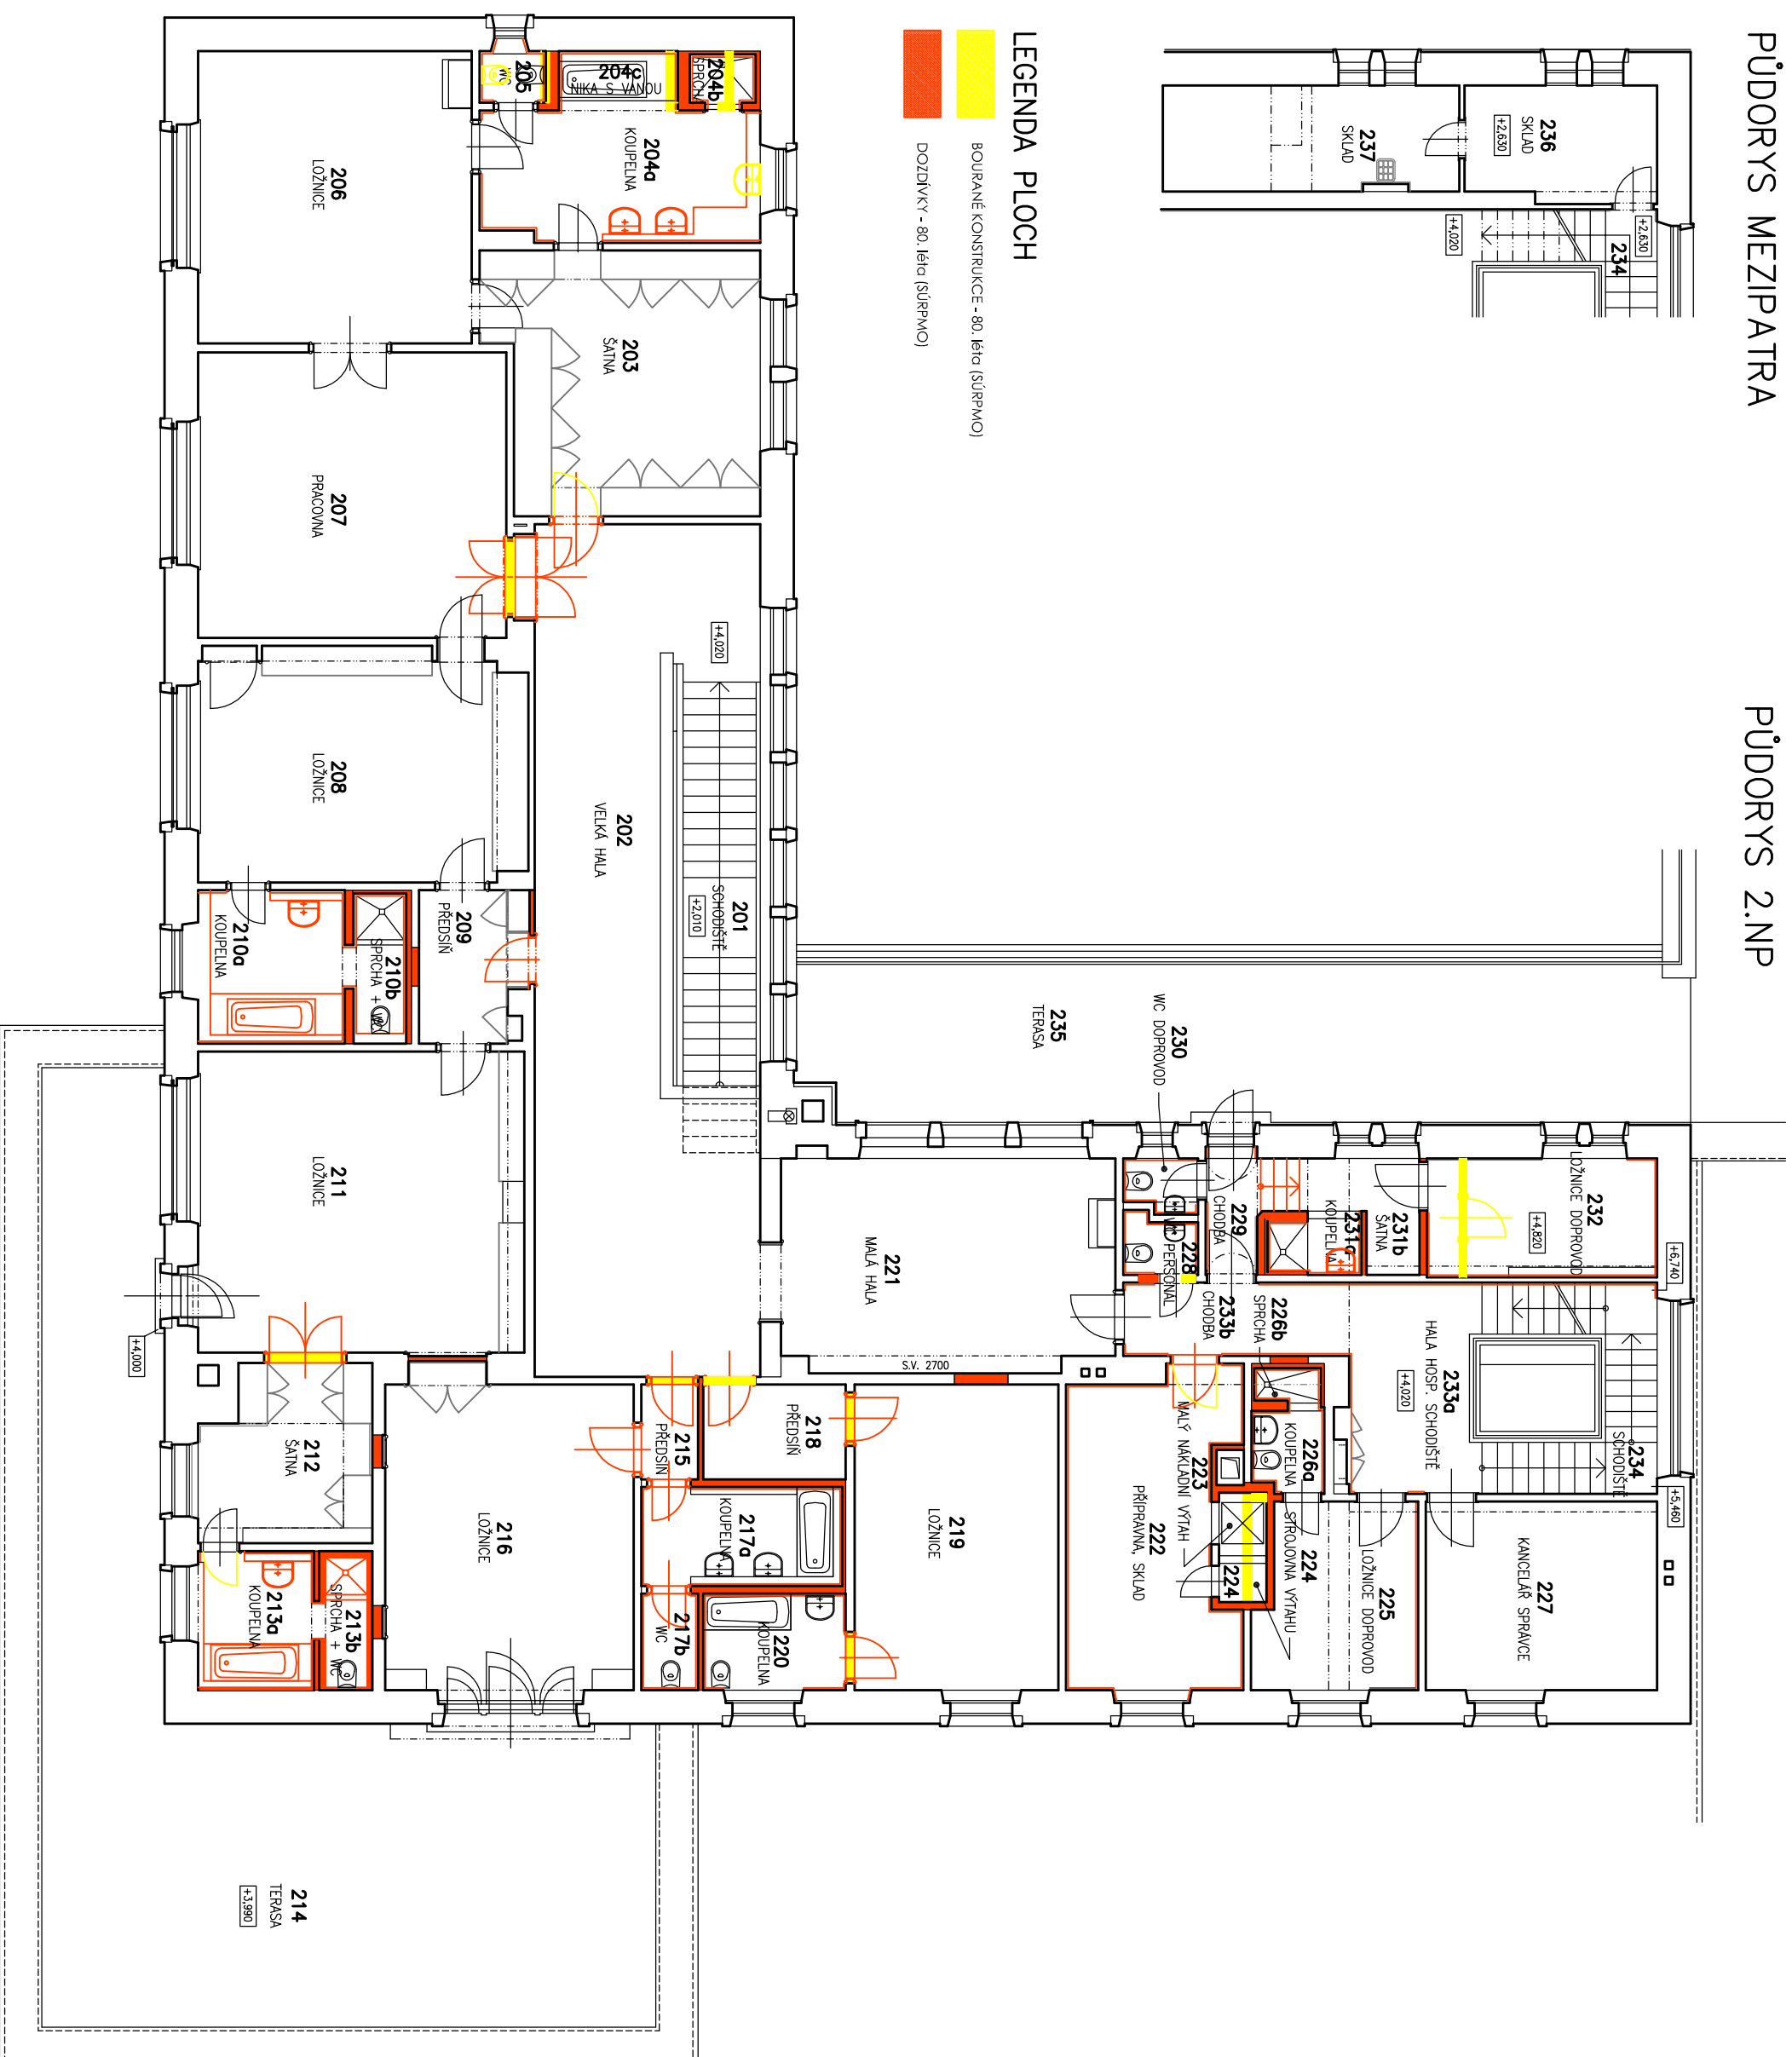 PŮDORYS MEZIPATRA
236
SKLAD
+2,630
237
SKLAD
+2,630
234
+4,020
PŮDORYS 2.NP
LEGENDA PLOCH
BOURANÉ KONSTRUKCE - 80. léta (SÚRPMO)
DOZDÍVKY - 80. léta (SÚRPMO)
201
SCHODIŠTĚ
+2,010
+4,020
202
VELKÁ HALA
203
ŠATNA
204a
KOUPELNA
204b
SPRCH
204c
NIKA S VANOU
205
WC
206
LOŽNICE
207
PRACOVNA
208
LOŽNICE
209
PŘEDSÍŇ
210a
KOUPELNA
210b
SPRCHA + WC
211
LOŽNICE
+4,000
212
ŠATNA
213a
KOUPELNA
213b
SPRCHA + WC
214
TERASA
+3,990
215
PŘEDSÍŇ
216
LOŽNICE
217a
KOUPELNA
217b
WC
218
PŘEDSÍŇ
219
LOŽNICE
220
KOUPELNA
221
MALÁ HALA
S.V. 2700
222
PŘÍPRAVNA, SKLAD
223
MALÝ NÁKLADNÍ VÝTAH
224
224
STROJOVNA VÝTAHU
225
LOŽNICE DOPROVOD
226a
KOUPELNA
226b
SPRCHA
227
KANCELÁŘ SPRÁVCE
228
WC PERSONÁL
229
CHODBA
230
WC DOPROVOD
231a
KOUPELNA
231b
ŠATNA
232
LOŽNICE DOPROVOD
+4,820
+6,740
233a
HALA HOSP. SCHODIŠTĚ
+4,020
233b
CHODBA
234
SCHODIŠTĚ
+5,460
235
TERASA